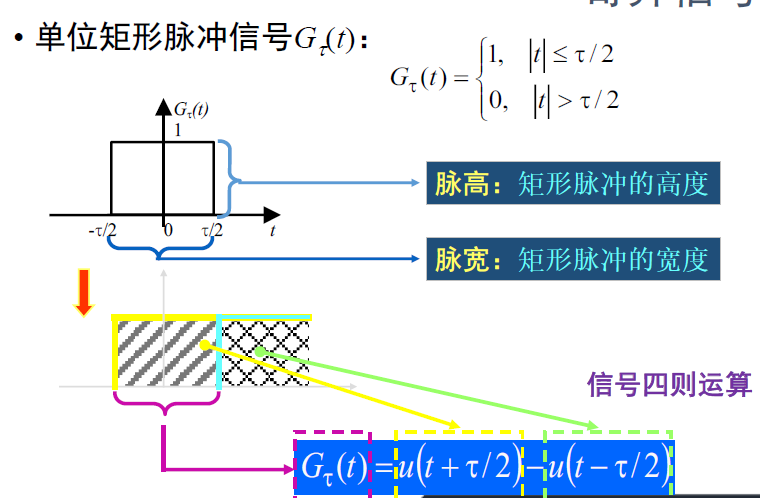 • 单位矩形脉冲信号Gτ(t)：
Gτ(t) = {1, |t| ≤ τ/2
0, |t| > τ/2
Gτ(t)
1
-τ/2 0 τ/2 t
脉高：矩形脉冲的高度
脉宽：矩形脉冲的宽度
信号四则运算
Gτ(t)=u(t+τ/2)−u(t−τ/2)